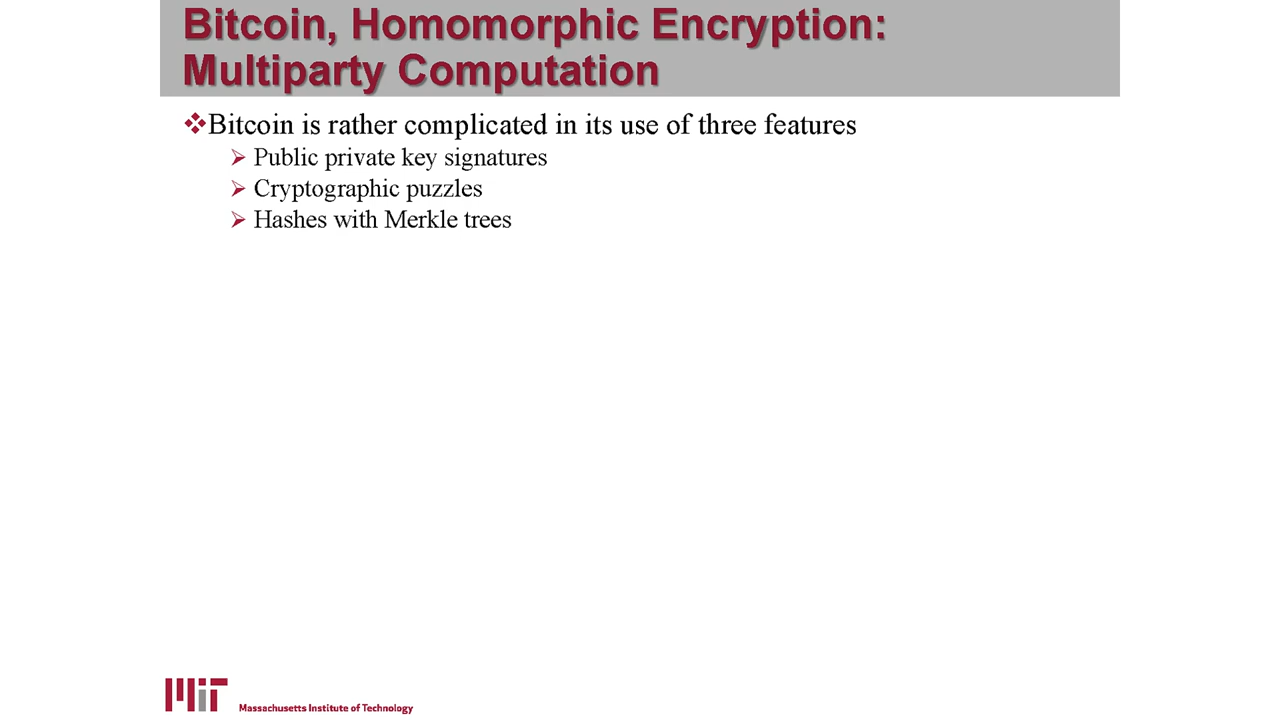 Bitcoin, Homomorphic Encryption:
Multiparty Computation
Bitcoin is rather complicated in its use of three features
Public private key signatures
Cryptographic puzzles
Hashes with Merkle trees
MIT
Massachusetts Institute of Technology